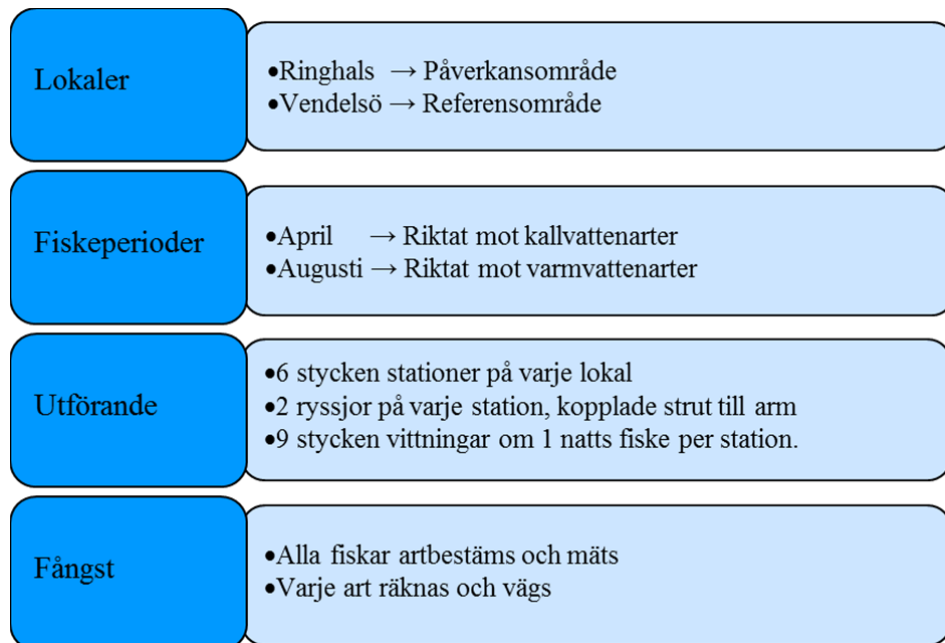 Lokaler
•Ringhals → Påverkansområde
•Vendelsö → Referensområde
Fiskeperioder
•April → Riktat mot kallvattenarter
•Augusti → Riktat mot varmvattenarter
Utförande
•6 stycken stationer på varje lokal
•2 ryssjor på varje station, kopplade strut till arm
•9 stycken vittningar om 1 natts fiske per station.
Fångst
•Alla fiskar artbestäms och mäts
•Varje art räknas och vägs